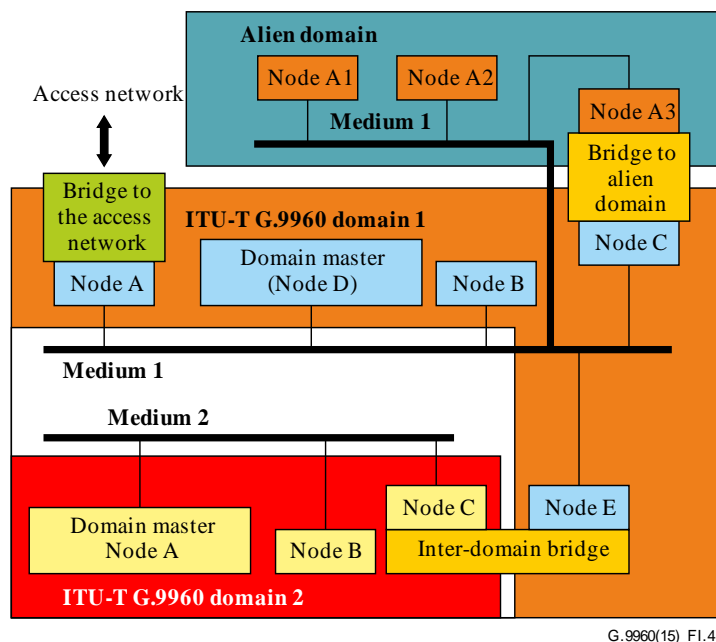 Alien domain
Node A1
Node A2
Access network
Medium 1
Node A3
Bridge to
alien
domain
Bridge to
the access
network
ITU-T G.9960 domain 1
Domain master
(Node D)
Node C
Node A
Node B
Medium 1
Medium 2
Node C
Node E
Domain master
Node A
Node B
Inter-domain bridge
ITU-T G.9960 domain 2
G.9960(15)_FI.4